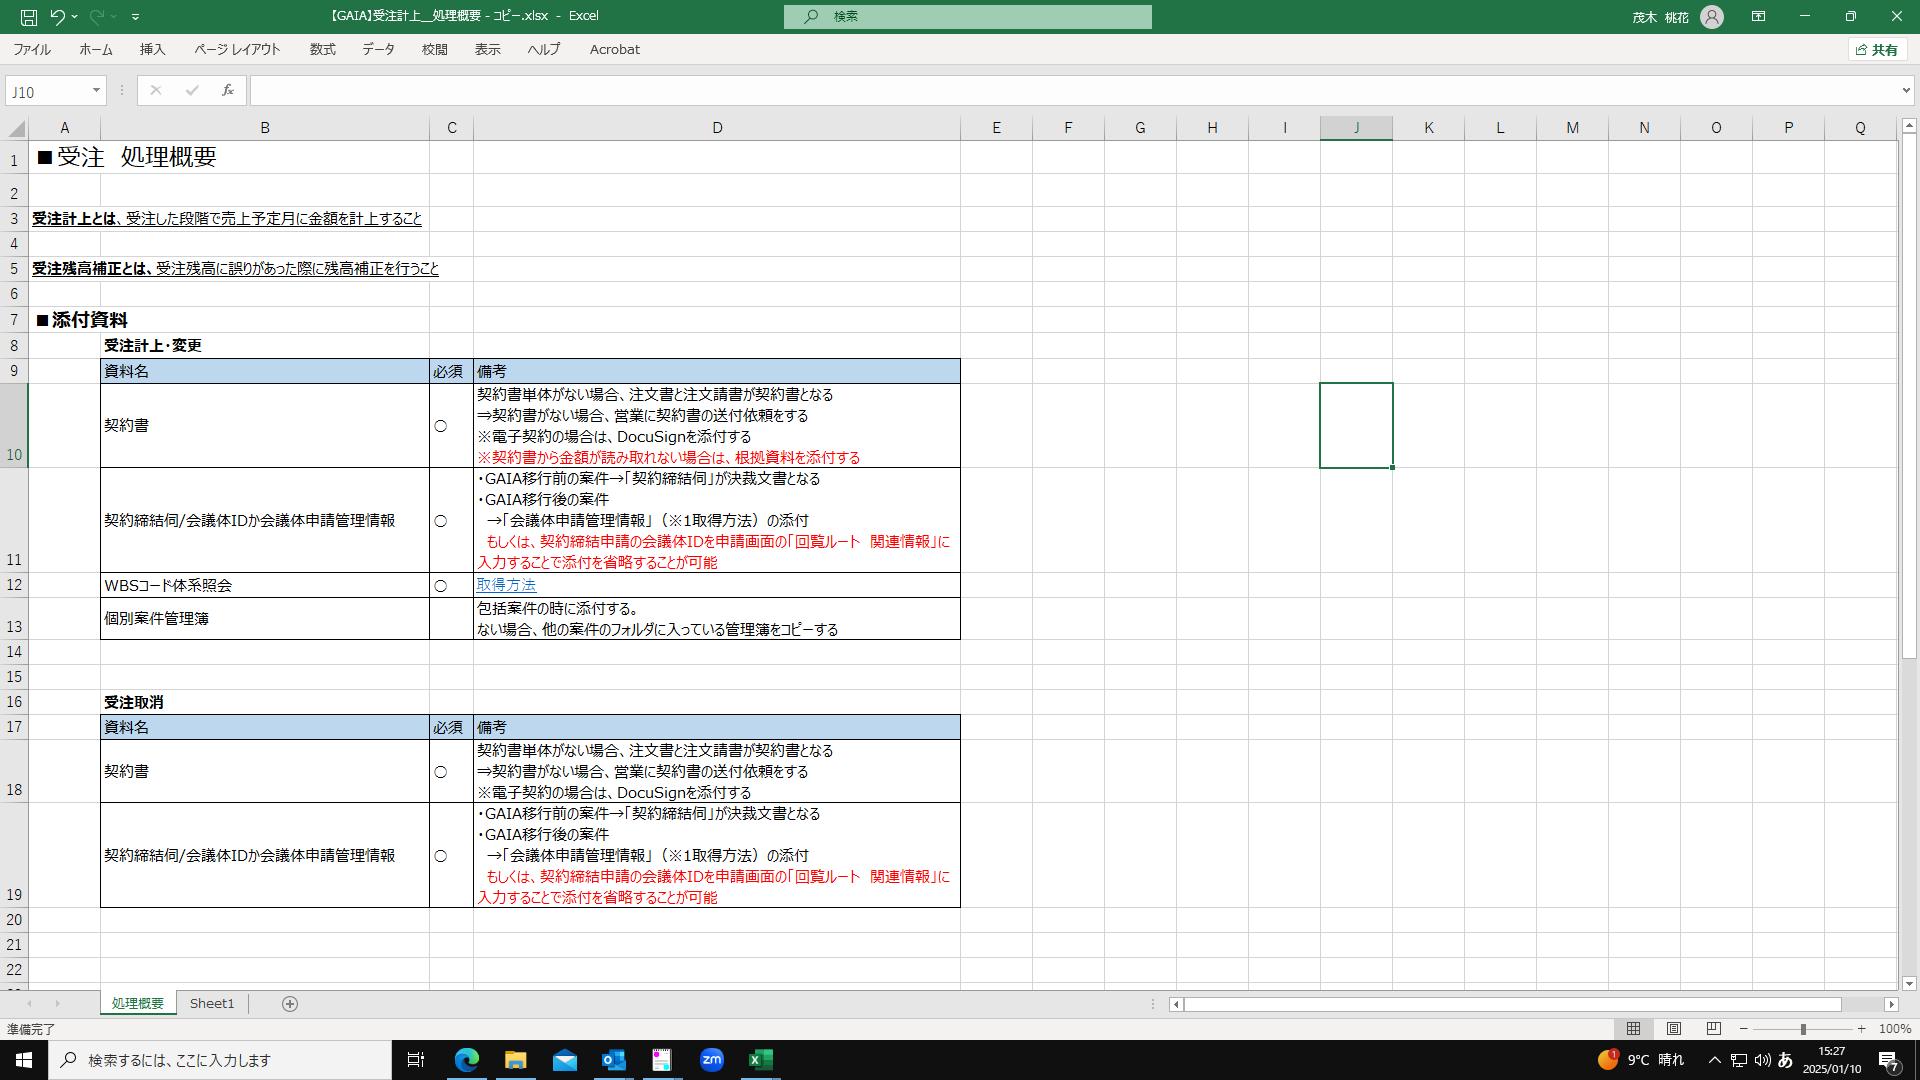 【GAIA】受注計上__処理概要 - コピー.xlsx - Excel
検索
茂木 桃花
ファイル ホーム 挿入 ページ レイアウト 数式 データ 校閲 表示 ヘルプ Acrobat
共有
J10
fx
A B C D E F G H I J K L M N O P Q
1 ■受注　処理概要
2
3 受注計上とは、受注した段階で売上予定月に金額を計上すること
4
5 受注残高補正とは、受注残高に誤りがあった際に残高補正を行うこと
6
7 ■添付資料
8 受注計上・変更
9 資料名 必須 備考
契約書単体がない場合、注文書と注文請書が契約書となる
⇒契約書がない場合、営業に契約書の送付依頼をする
契約書 ○
※電子契約の場合は、DocuSignを添付する
10 ※契約書から金額が読み取れない場合は、根拠資料を添付する
・GAIA移行前の案件→「契約締結伺」が決裁文書となる
・GAIA移行後の案件
契約締結伺/会議体IDか会議体申請管理情報 ○ →「会議体申請管理情報」（※1取得方法）の添付
もしくは、契約締結申請の会議体IDを申請画面の「回覧ルート　関連情報」に
11 入力することで添付を省略することが可能
12 WBSコード体系照会 ○ 取得方法
包括案件の時に添付する。
個別案件管理簿
13 ない場合、他の案件のフォルダに入っている管理簿をコピーする
14
15
16 受注取消
17 資料名 必須 備考
契約書単体がない場合、注文書と注文請書が契約書となる
契約書 ○ ⇒契約書がない場合、営業に契約書の送付依頼をする
18 ※電子契約の場合は、DocuSignを添付する
・GAIA移行前の案件→「契約締結伺」が決裁文書となる
・GAIA移行後の案件
契約締結伺/会議体IDか会議体申請管理情報 ○ →「会議体申請管理情報」（※1取得方法）の添付
もしくは、契約締結申請の会議体IDを申請画面の「回覧ルート　関連情報」に
19 入力することで添付を省略することが可能
20
21
22
処理概要 Sheet1
準備完了
100%
検索するには、ここに入力します
zm
1
9°C 晴れ
あ
15:27
2025/01/10
7